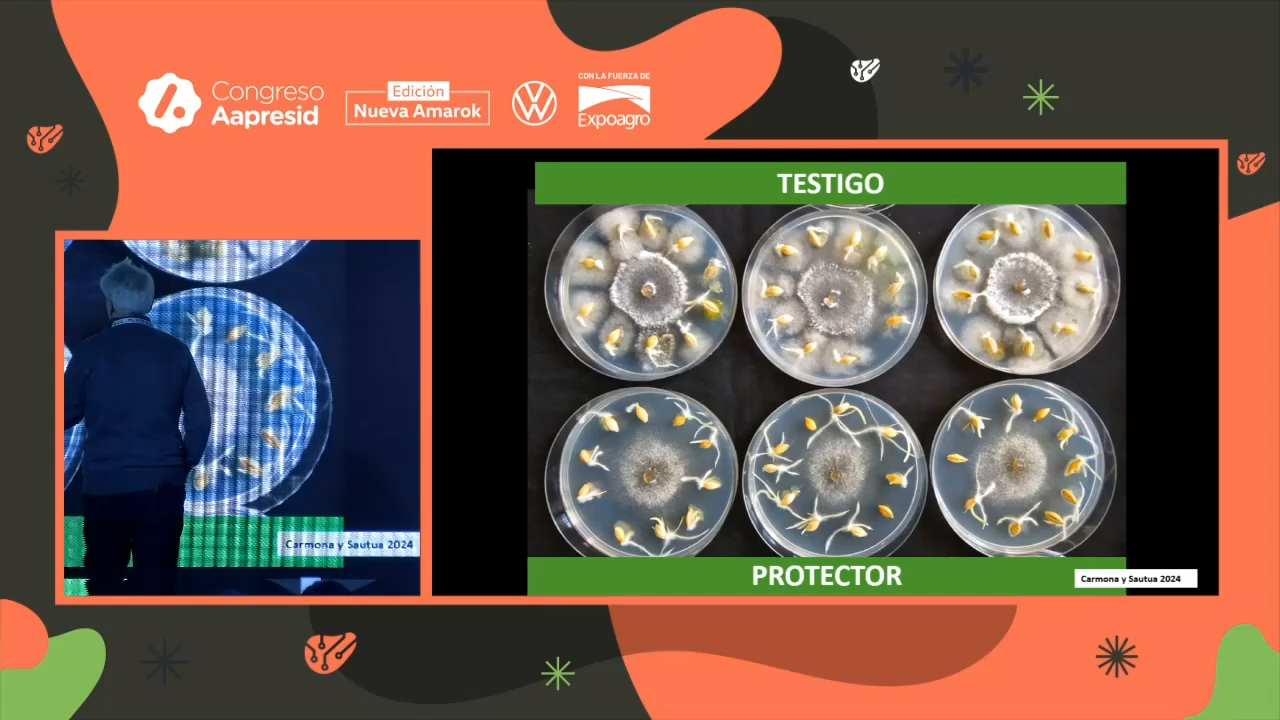 Congreso
Aapresid
Edición
Nueva Amarok
CON LA FUERZA DE
Expoagro
TESTIGO
PROTECTOR
Carmona y Sautua 2024
Carmona y Sautua 2024